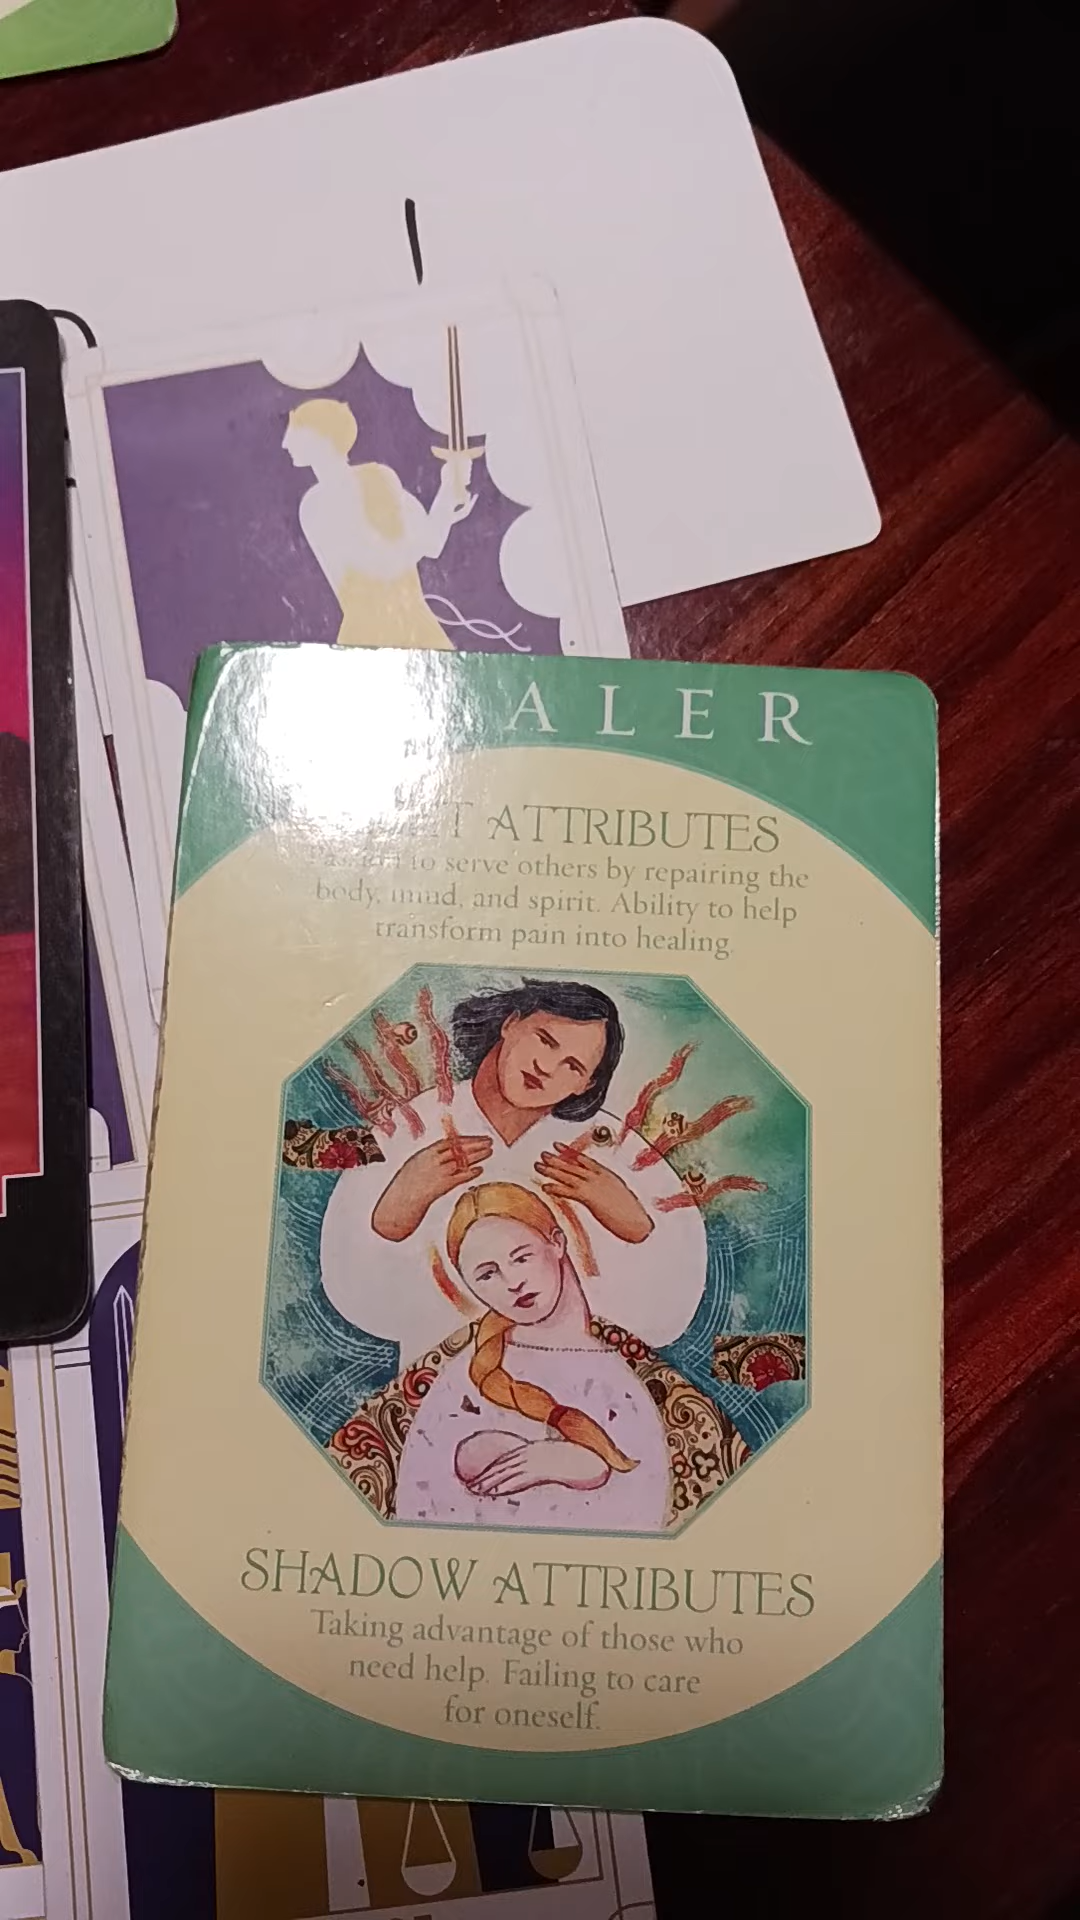 ALER
ATTRIBUTES
to serve others by repairing the
body, mind, and spirit. Ability to help
transform pain into healing.
SHADOW ATTRIBUTES
Taking advantage of those who
need help. Failing to care
for oneself.